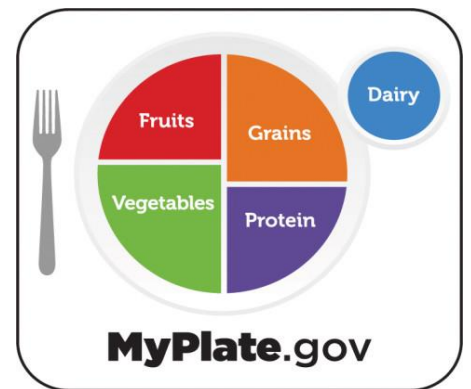 Fruits
Grains
Dairy
Vegetables
Protein
MyPlate.gov